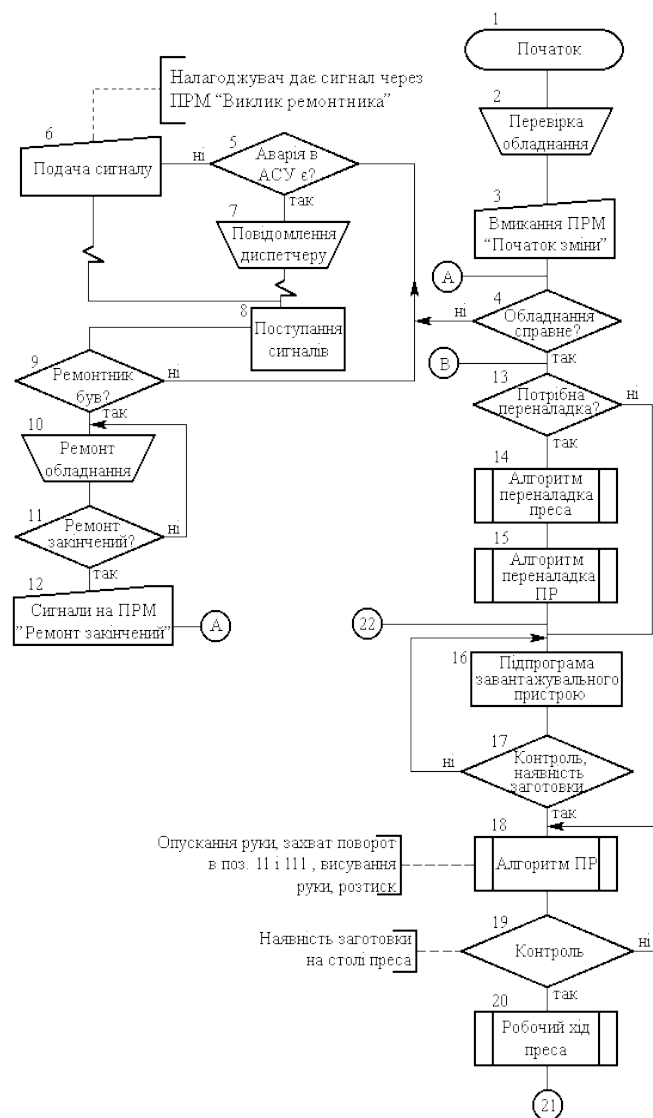 1
Початок
Налагоджувач дає сигнал через
ПРМ “Виклик ремонтника”
2
Перевірка
обладнання
6
Подача сигналу
ні
5
Аварія в
АСУ є?
так
3
Вмикання ПРМ
“Початок зміни”
7
Повідомлення
диспетчеру
А
4
Обладнання
справне?
ні
так
8
Поступання
сигналів
В
9
Ремонтник
був?
ні
так
13
Потрібна
переналадка?
ні
так
10
Ремонт
обладнання
14
Алгоритм
переналадка
преса
11
Ремонт
закінчений?
ні
так
15
Алгоритм
переналадка
ПР
12
Сигнали на ПРМ
”Ремонт закінчений”
А
22
16
Підпрограма
завантажувального
пристрою
17
Контроль,
наявність
заготовки
ні
так
18
Алгоритм ПР
Опускання руки, захват поворот
в поз. 11 і 111 , висування
руки, розтиск
19
Контроль
ні
так
Наявність заготовки
на столі преса
20
Робочий хід
преса
21